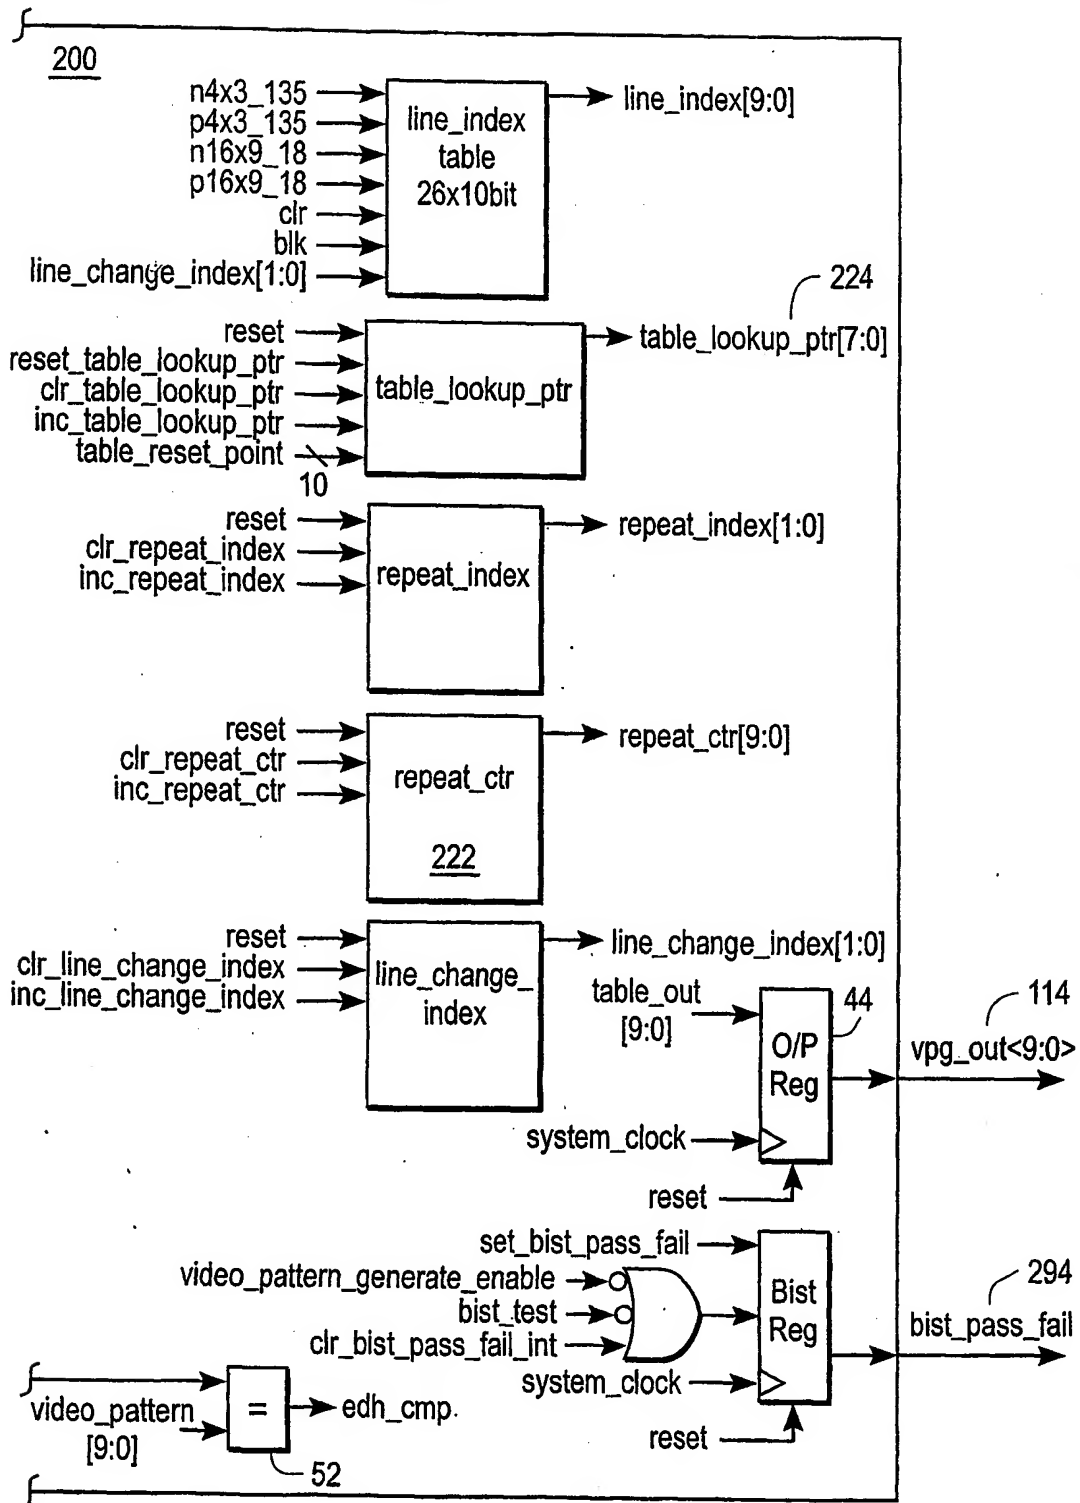 200
n4x3_135
p4x3_135
n16x9_18
p16x9_18
clr
blk
line_change_index[1:0]
line_index
table
26x10bit
line_index[9:0]
224
reset
reset_table_lookup_ptr
clr_table_lookup_ptr
inc_table_lookup_ptr
table_reset_point
10
table_lookup_ptr
table_lookup_ptr[7:0]
reset
clr_repeat_index
inc_repeat_index
repeat_index
repeat_index[1:0]
reset
clr_repeat_ctr
inc_repeat_ctr
repeat_ctr
222
repeat_ctr[9:0]
reset
clr_line_change_index
inc_line_change_index
line_change_
index
line_change_index[1:0]
table_out
[9:0]
system_clock
reset
O/P
Reg
44
114
vpg_out<9:0>
set_bist_pass_fail
video_pattern_generate_enable
bist_test
clr_bist_pass_fail_int
system_clock
reset
Bist
Reg
294
bist_pass_fail
video_pattern
[9:0]
=
edh_cmp
52